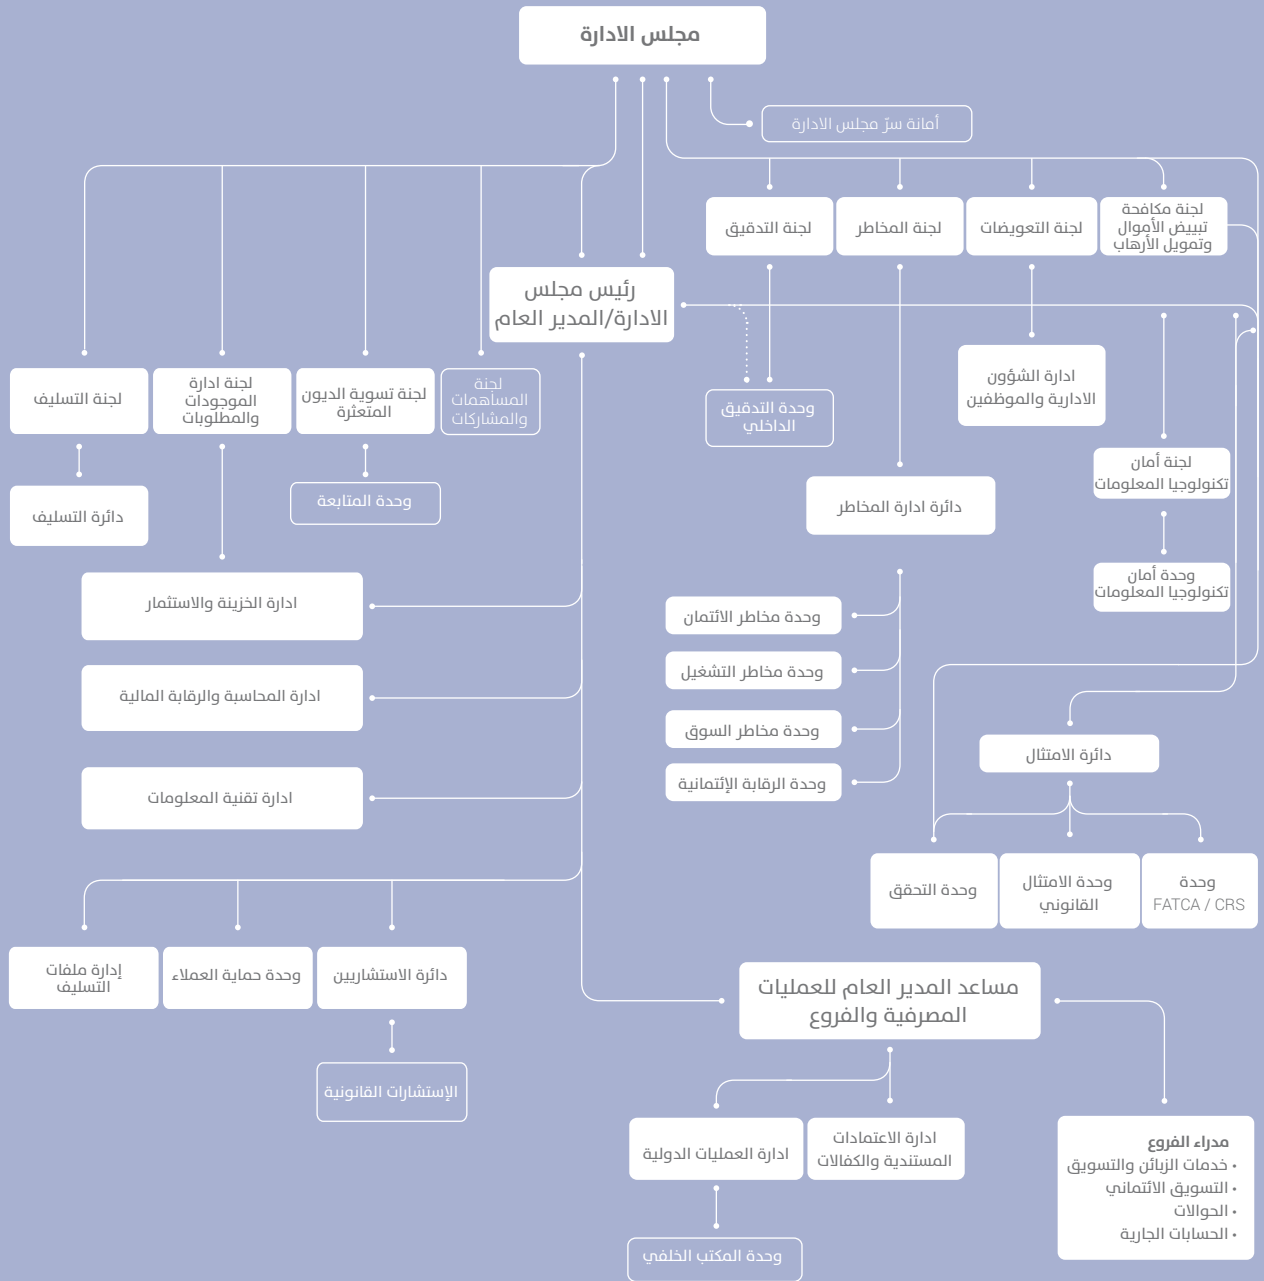 مجلس الادارة
أمانة سرّ مجلس الادارة
لجنة مكافحة
تبييض الأموال
وتمويل الأرهاب
لجنة التعويضات
لجنة المخاطر
لجنة التدقيق
رئيس مجلس
الادارة/المدير العام
ادارة الشؤون
الادارية والموظفين
وحدة التدقيق
الداخلي
لجنة
المساهمات
والمشاركات
لجنة تسوية الديون
المتعثرة
لجنة ادارة
الموجودات
والمطلوبات
لجنة التسليف
لجنة أمان
تكنولوجيا المعلومات
دائرة ادارة المخاطر
وحدة المتابعة
دائرة التسليف
وحدة أمان
تكنولوجيا المعلومات
ادارة الخزينة والاستثمار
وحدة مخاطر الائتمان
وحدة مخاطر التشغيل
ادارة المحاسبة والرقابة المالية
وحدة مخاطر السوق
دائرة الامتثال
وحدة الرقابة الإئتمانية
ادارة تقنية المعلومات
وحدة
FATCA / CRS
وحدة الامتثال
القانوني
وحدة التحقق
دائرة الاستشاريين
وحدة حماية العملاء
إدارة ملفات
التسليف
مساعد المدير العام للعمليات
المصرفية والفروع
الإستشارات القانونية
ادارة الاعتمادات
المستندية والكفالات
ادارة العمليات الدولية
مدراء الفروع
• خدمات الزبائن والتسويق
• التسويق الائتماني
• الحوالات
• الحسابات الجارية
وحدة المكتب الخلفي